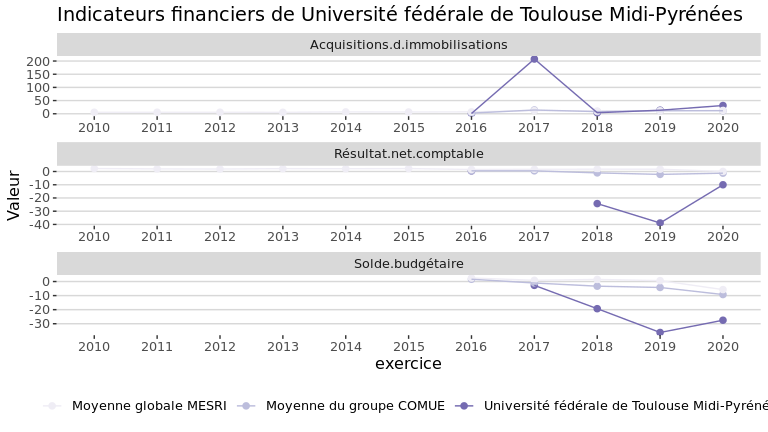 Indicateurs financiers de Université fédérale de Toulouse Midi-Pyrénées
Acquisitions.d.immobilisations
200
150
100
50
0
2010 2011 2012 2013 2014 2015 2016 2017 2018 2019 2020
Résultat.net.comptable
0
-10
-20
-30
-40
2010 2011 2012 2013 2014 2015 2016 2017 2018 2019 2020
Valeur
Solde.budgétaire
0
-10
-20
-30
2010 2011 2012 2013 2014 2015 2016 2017 2018 2019 2020
exercice
Moyenne globale MESRI Moyenne du groupe COMUE Université fédérale de Toulouse Midi-Pyréné